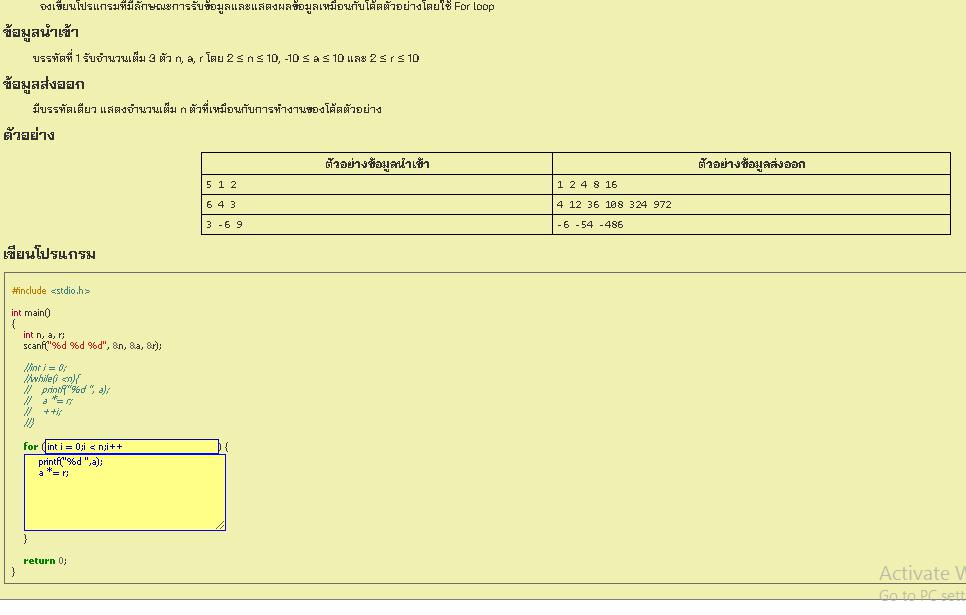 จงเขียนโปรแกรมที่มีลักษณะการรับข้อมูลและแสดงผลข้อมูลเหมือนกับโค้ดตัวอย่างโดยใช้ For loop
ข้อมูลนำเข้า
บรรทัดที่ 1 รับจำนวนเต็ม 3 ตัว n, a, r โดย 2 ≤ n ≤ 10, -10 ≤ a ≤ 10 และ 2 ≤ r ≤ 10
ข้อมูลส่งออก
มีบรรทัดเดียว แสดงจำนวนเต็ม n ตัวที่เหมือนกับการทำงานของโค้ดตัวอย่าง
ตัวอย่าง
ตัวอย่างข้อมูลนำเข้า ตัวอย่างข้อมูลส่งออก
5 1 2 1 2 4 8 16
6 4 3 4 12 36 108 324 972
3 -6 9 -6 -54 -486
เขียนโปรแกรม
#include <stdio.h>
int main()
{
int n, a, r;
scanf("%d %d %d", &n, &a, &r);
//int i = 0;
//while(i <n){
// printf("%d ", a);
// a *= r;
// ++i;
//}
for (int i = 0;i < n;i++) {
printf("%d ",a);
a *= r;
}
return 0;
}
Activate W
Go to PC sett